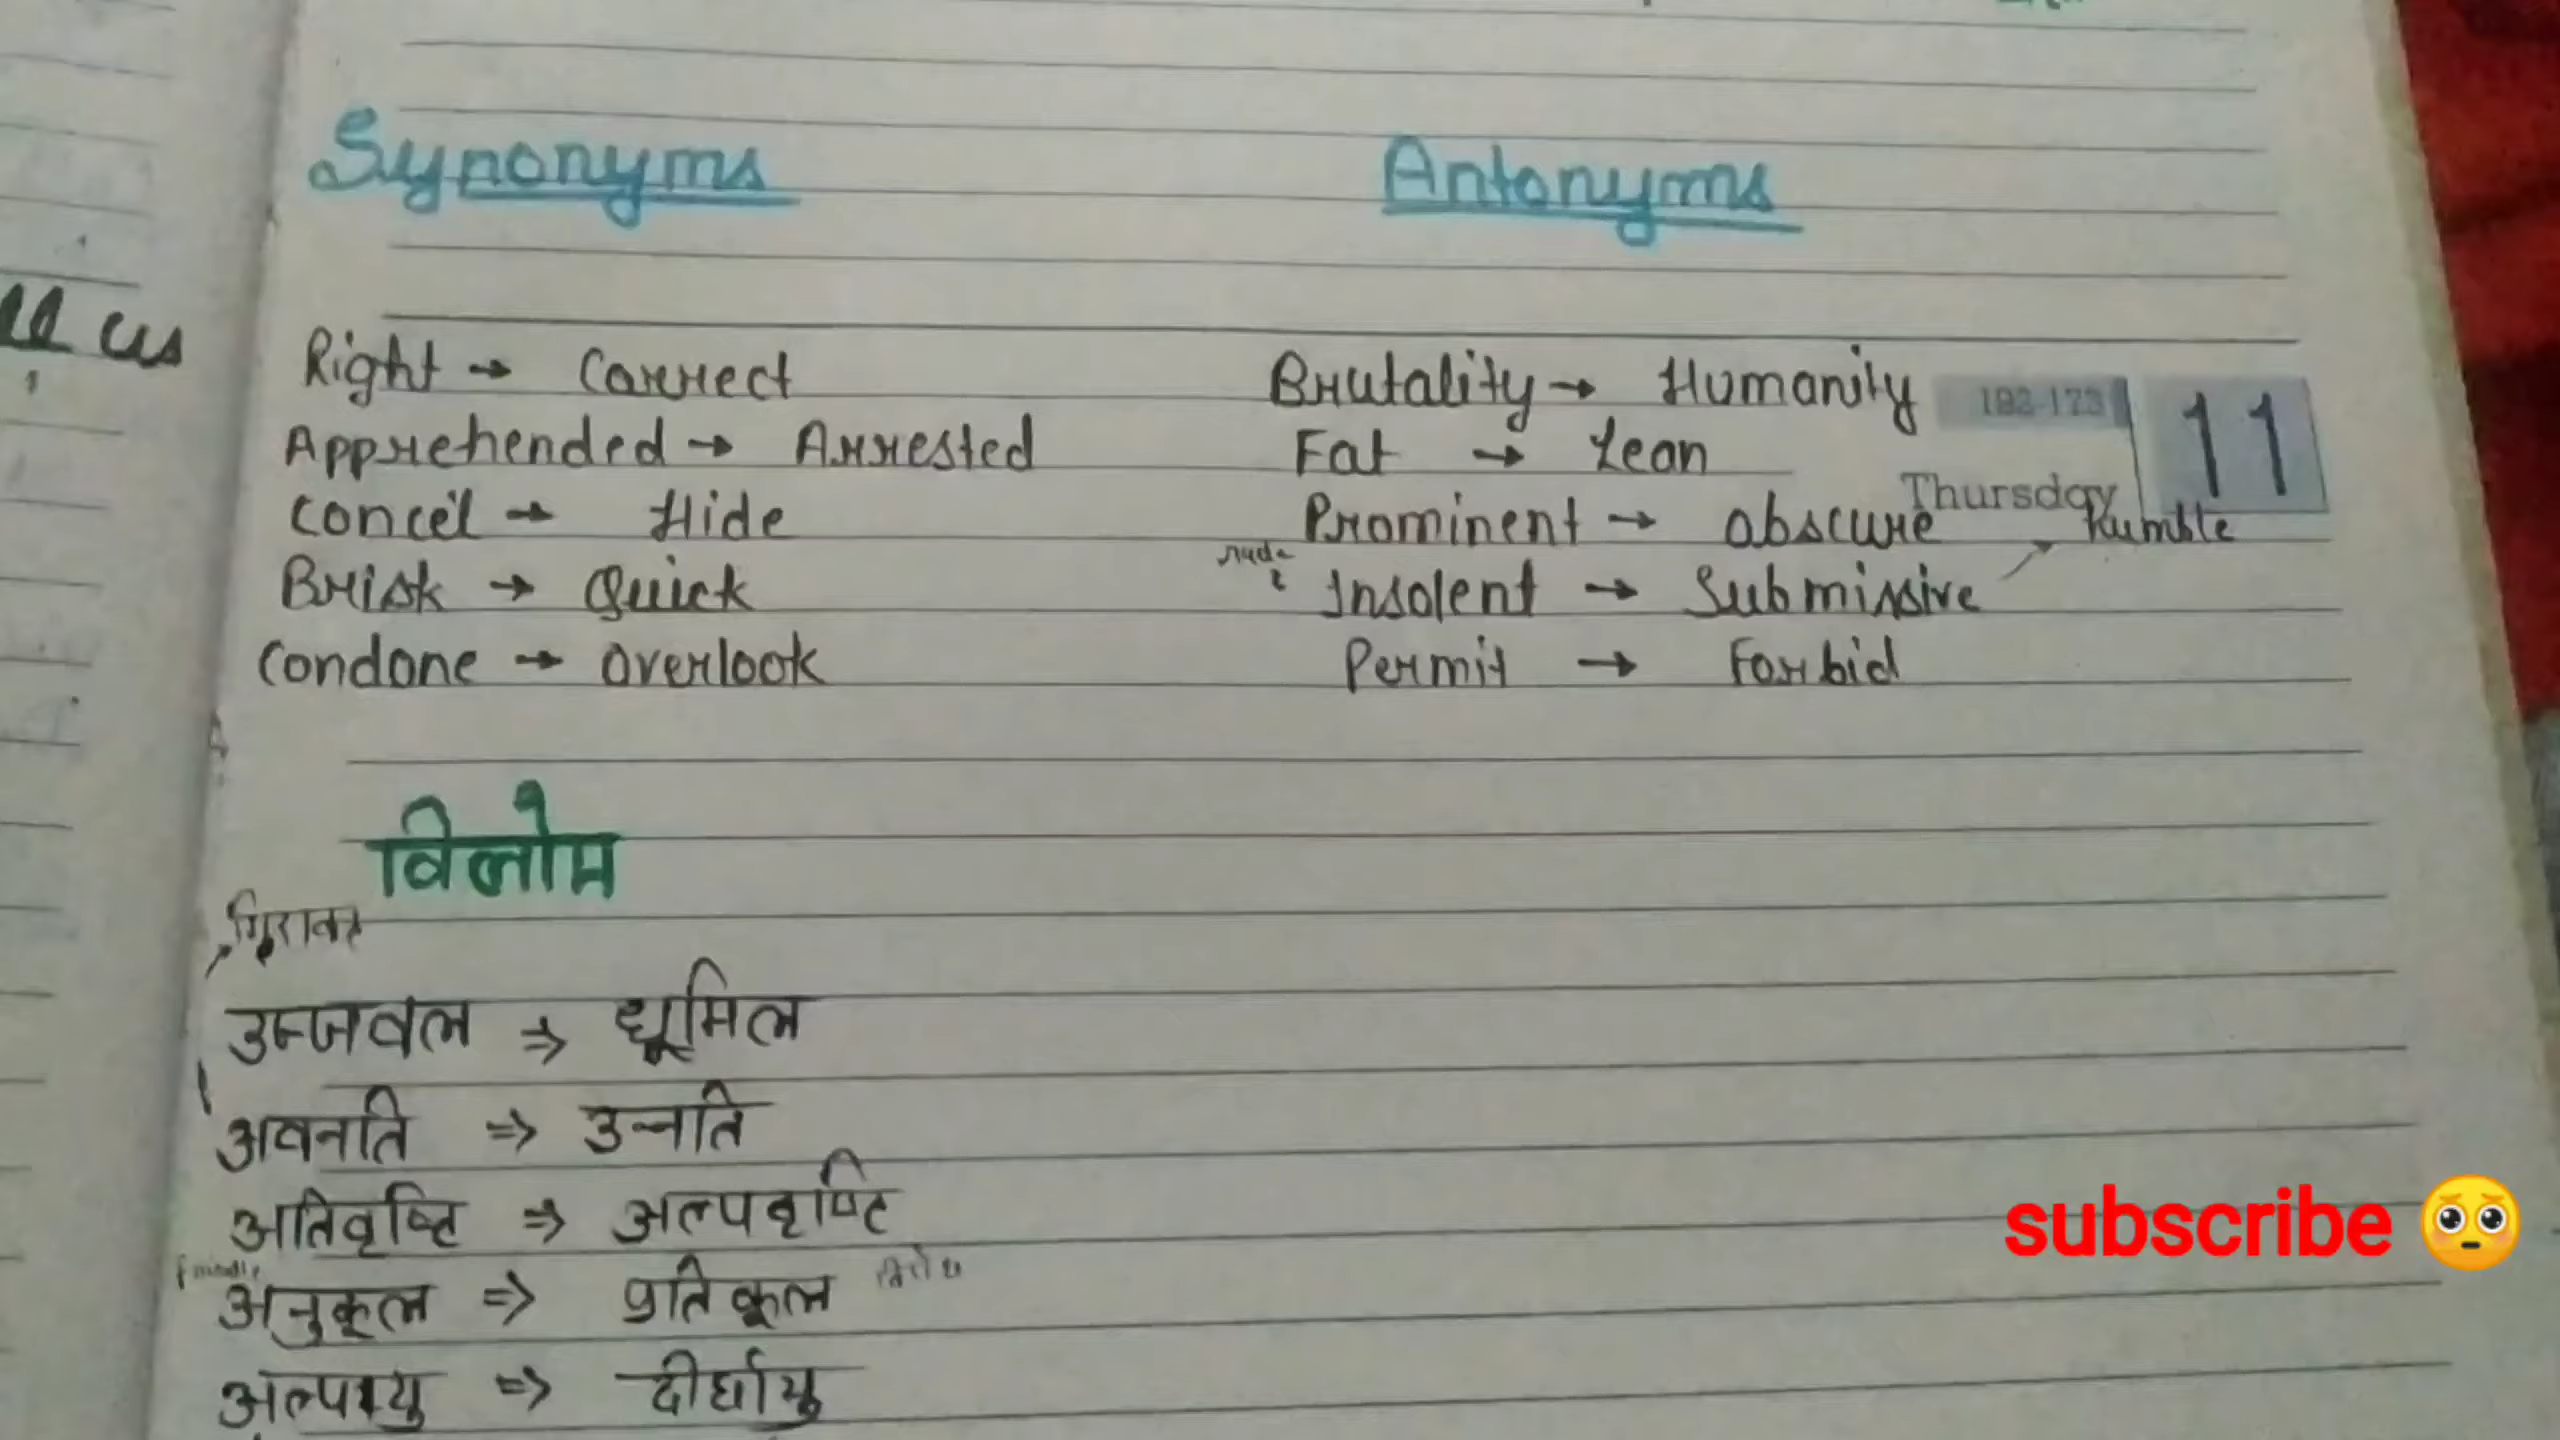 Synonyms
Antonyms
Right → Correct
Apprehended → Arrested
Concel → Hide
Brisk → Quick
Condone → Overlook
Brutality → Humanity
182-173
11
Fat → Lean
Thursday
Prominent → obscure
humble
rude
Insolent → Submissive
Permit → Forbid
विलोम
उज्जवल ⇒ धूमिल
अवनति ⇒ उन्नति
अतिवृष्टि ⇒ अल्पवृष्टि
अनुकूल ⇒ प्रतिकूल
अल्पायु ⇒ दीर्घायु
subscribe 🥺